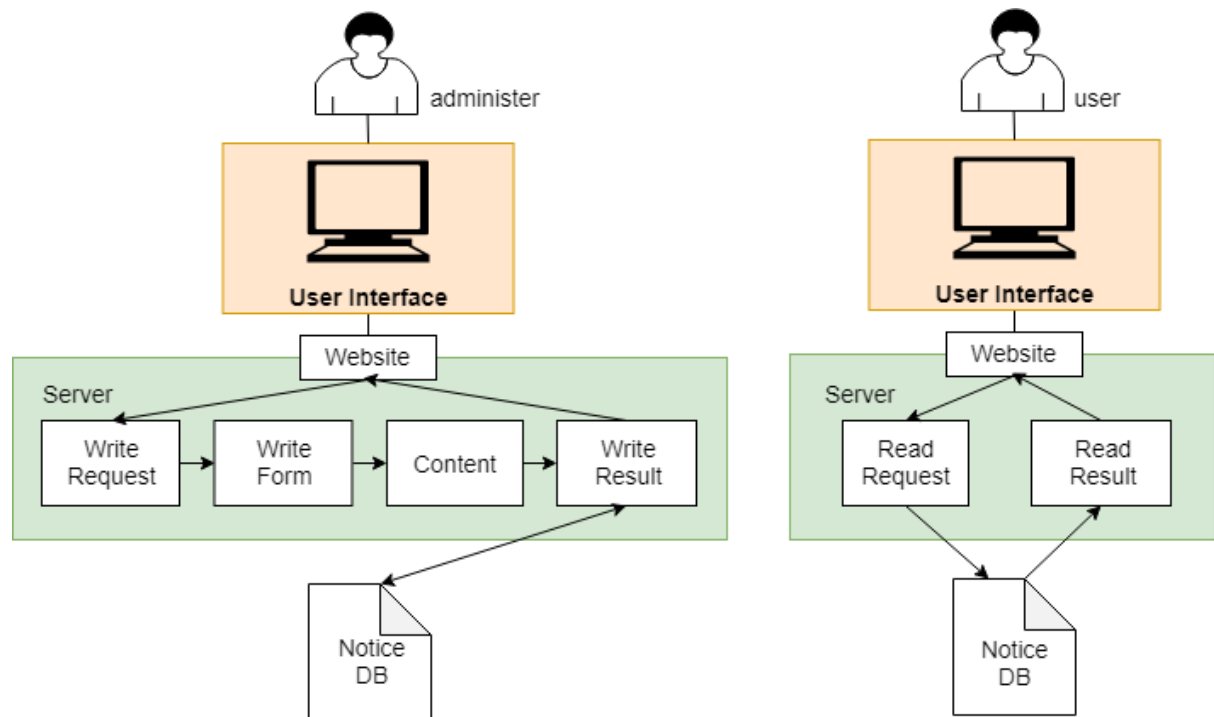 administer
User Interface
Website
Server
Write
Request
Write
Form
Content
Write
Result
Notice
DB
user
User Interface
Website
Server
Read
Request
Read
Result
Notice
DB